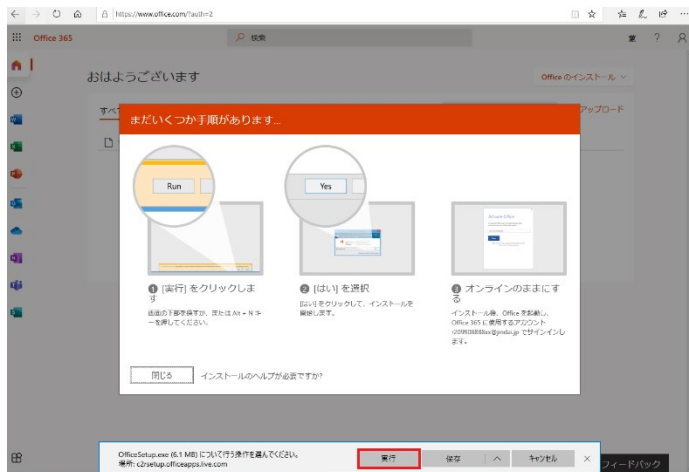 https://www.office.com/?auth=2
Office 365
検索
?
おはようございます
Office のインストール
すべて
アップロード
まだいくつか手順があります...
Run
Yes
❶ [実行] をクリックしま
す
画面の下部を探すか、または Alt + N キ
ーを押してください。
❷ [はい] を選択
[はい] をクリックして、インストールを
開始します。
❸ オンラインのままにす
る
インストール後、Office を起動し、
Office 365 に使用するアカウント
でサインインし
ます。
閉じる
インストールのヘルプが必要ですか?
OfficeSetup.exe (6.1 MB) について行う操作を選んでください。
場所: c2rsetup.officeapps.live.com
実行
保存
キャンセル
フィードバック